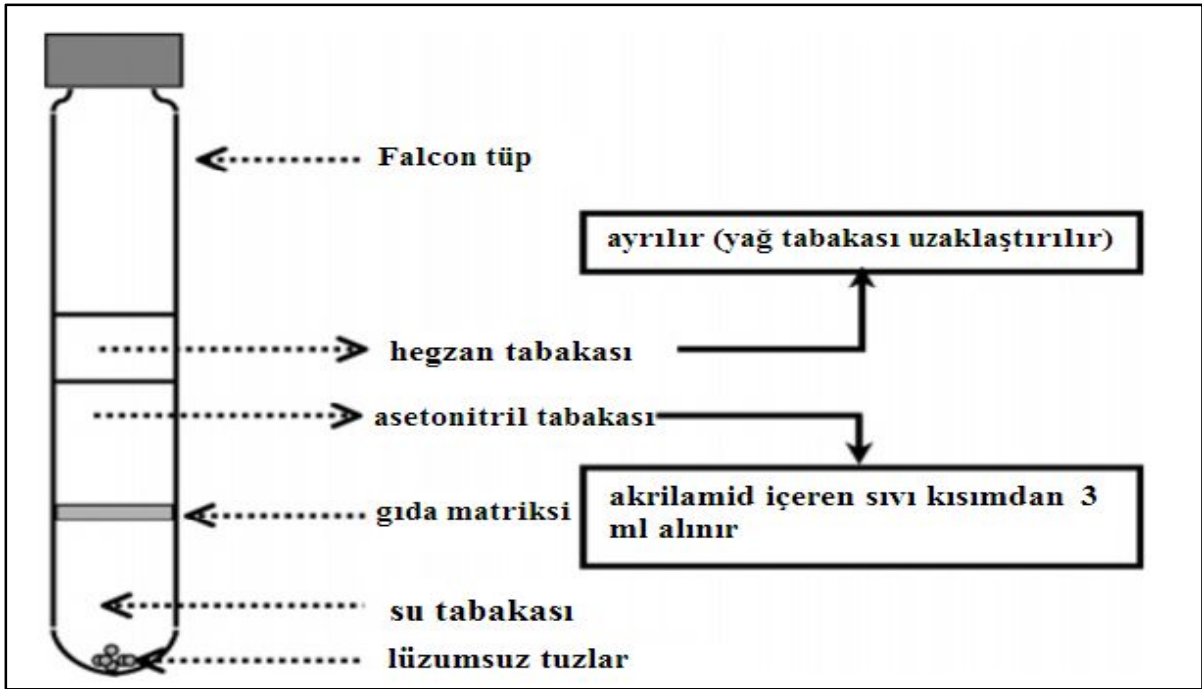 Falcon tüp
ayrılır (yağ tabakası uzaklaştırılır)
hegzan tabakası
asetonitril tabakası
gıda matriksi
akrilamid içeren sıvı kısımdan 3
ml alınır
su tabakası
lüzumsuz tuzlar